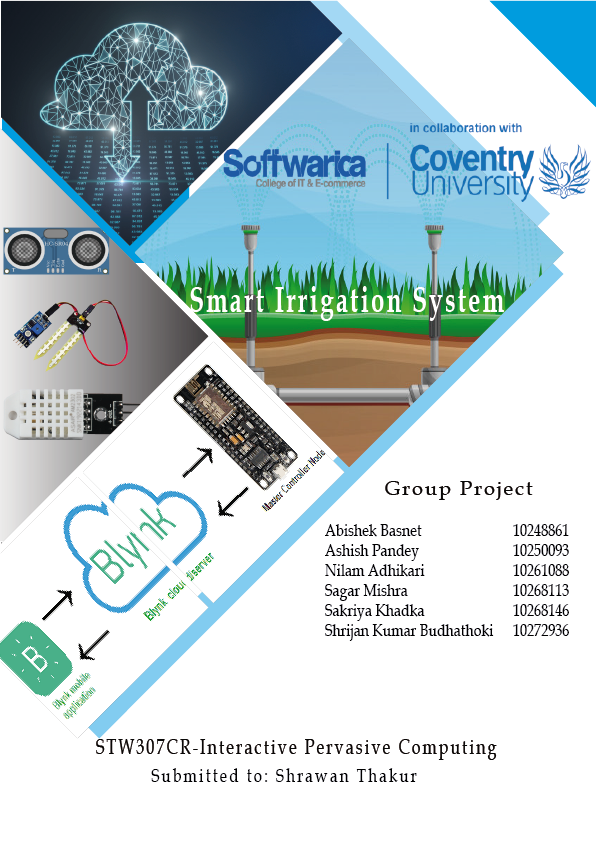 in collaboration with
Softwarica
College of IT & E-commerce
Coventry
University
Smart Irrigation System
Master Controller Node
Blynk
Blynk cloud server
B
Blynk mobile
application
Group Project
Abishek Basnet 10248861
Ashish Pandey 10250093
Nilam Adhikari 10261088
Sagar Mishra 10268113
Sakriya Khadka 10268146
Shrijan Kumar Budhathoki 10272936
STW307CR-Interactive Pervasive Computing
Submitted to: Shrawan Thakur